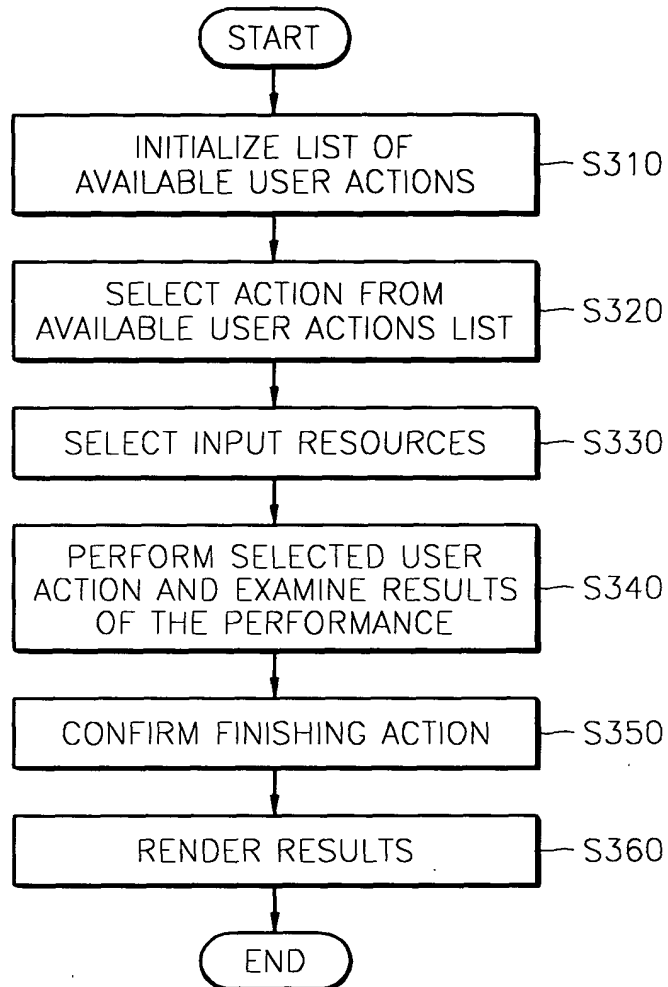 START
INITIALIZE LIST OF
AVAILABLE USER ACTIONS
S310
SELECT ACTION FROM
AVAILABLE USER ACTIONS LIST
S320
SELECT INPUT RESOURCES
S330
PERFORM SELECTED USER
ACTION AND EXAMINE RESULTS
OF THE PERFORMANCE
S340
CONFIRM FINISHING ACTION
S350
RENDER RESULTS
S360
END